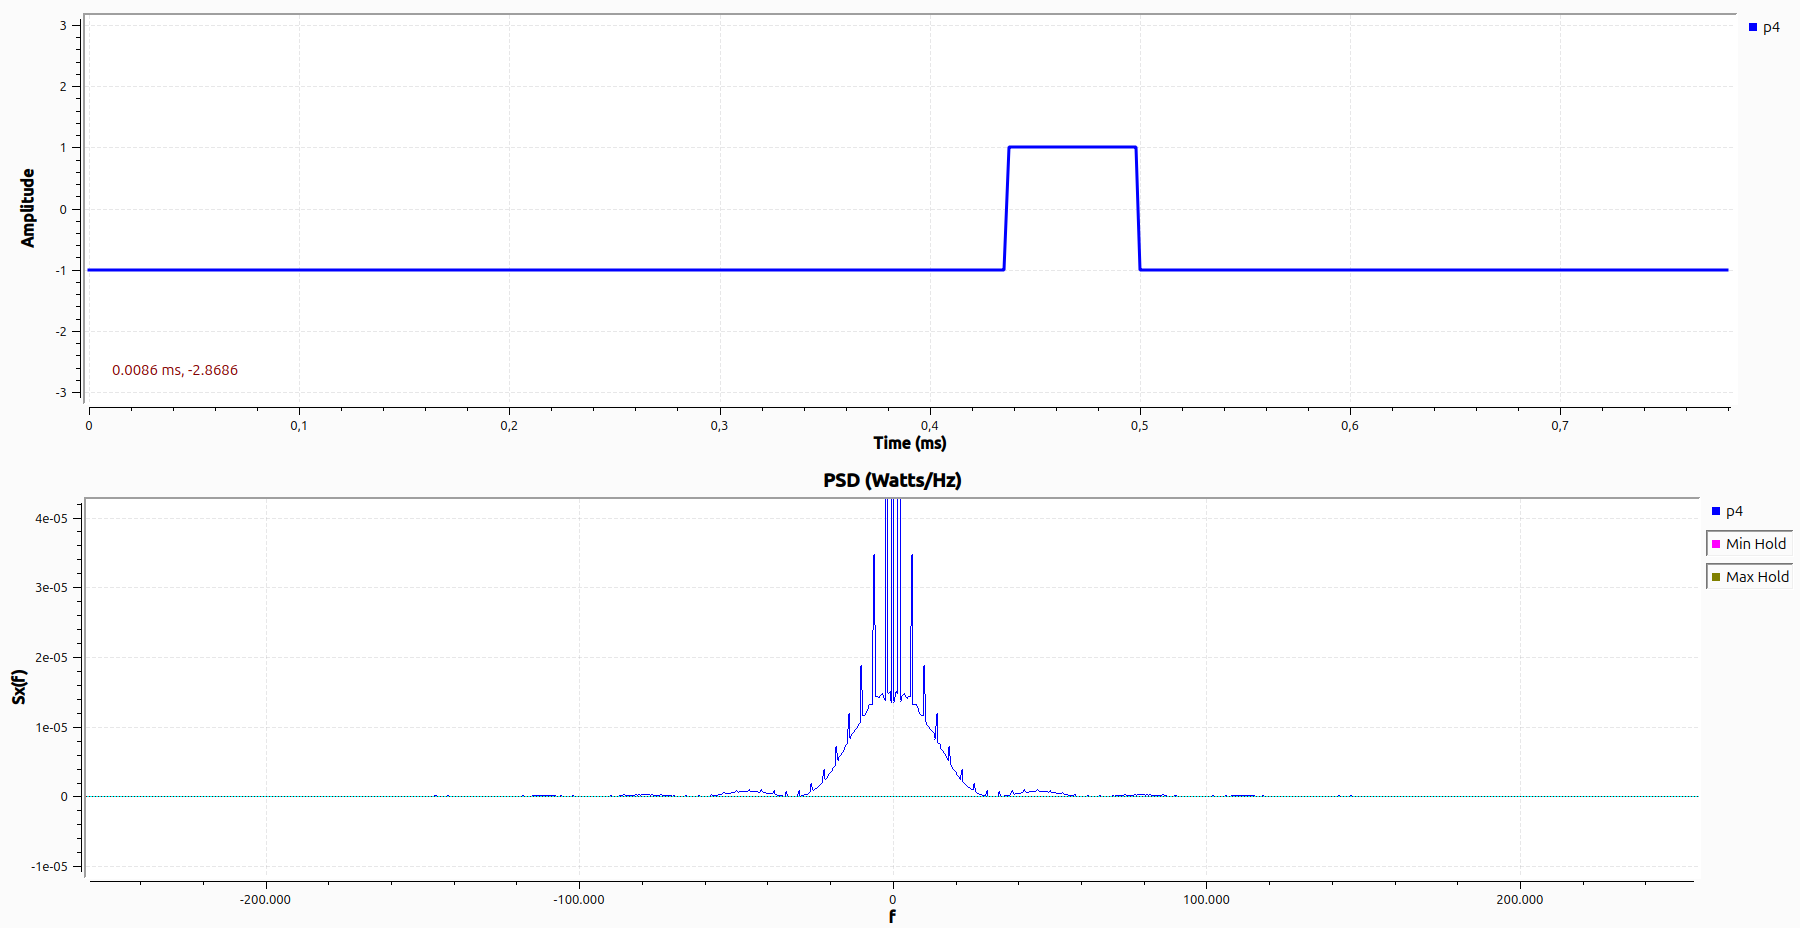 3
2
1
0
-1
-2
-3
Amplitude
0.0086 ms, -2.8686
p4
0
0,1
0,2
0,3
0,4
0,5
0,6
0,7
Time (ms)
PSD (Watts/Hz)
4e-05
3e-05
2e-05
1e-05
0
-1e-05
Sx(f)
p4
Min Hold
Max Hold
-200.000
-100.000
0
100.000
200.000
f